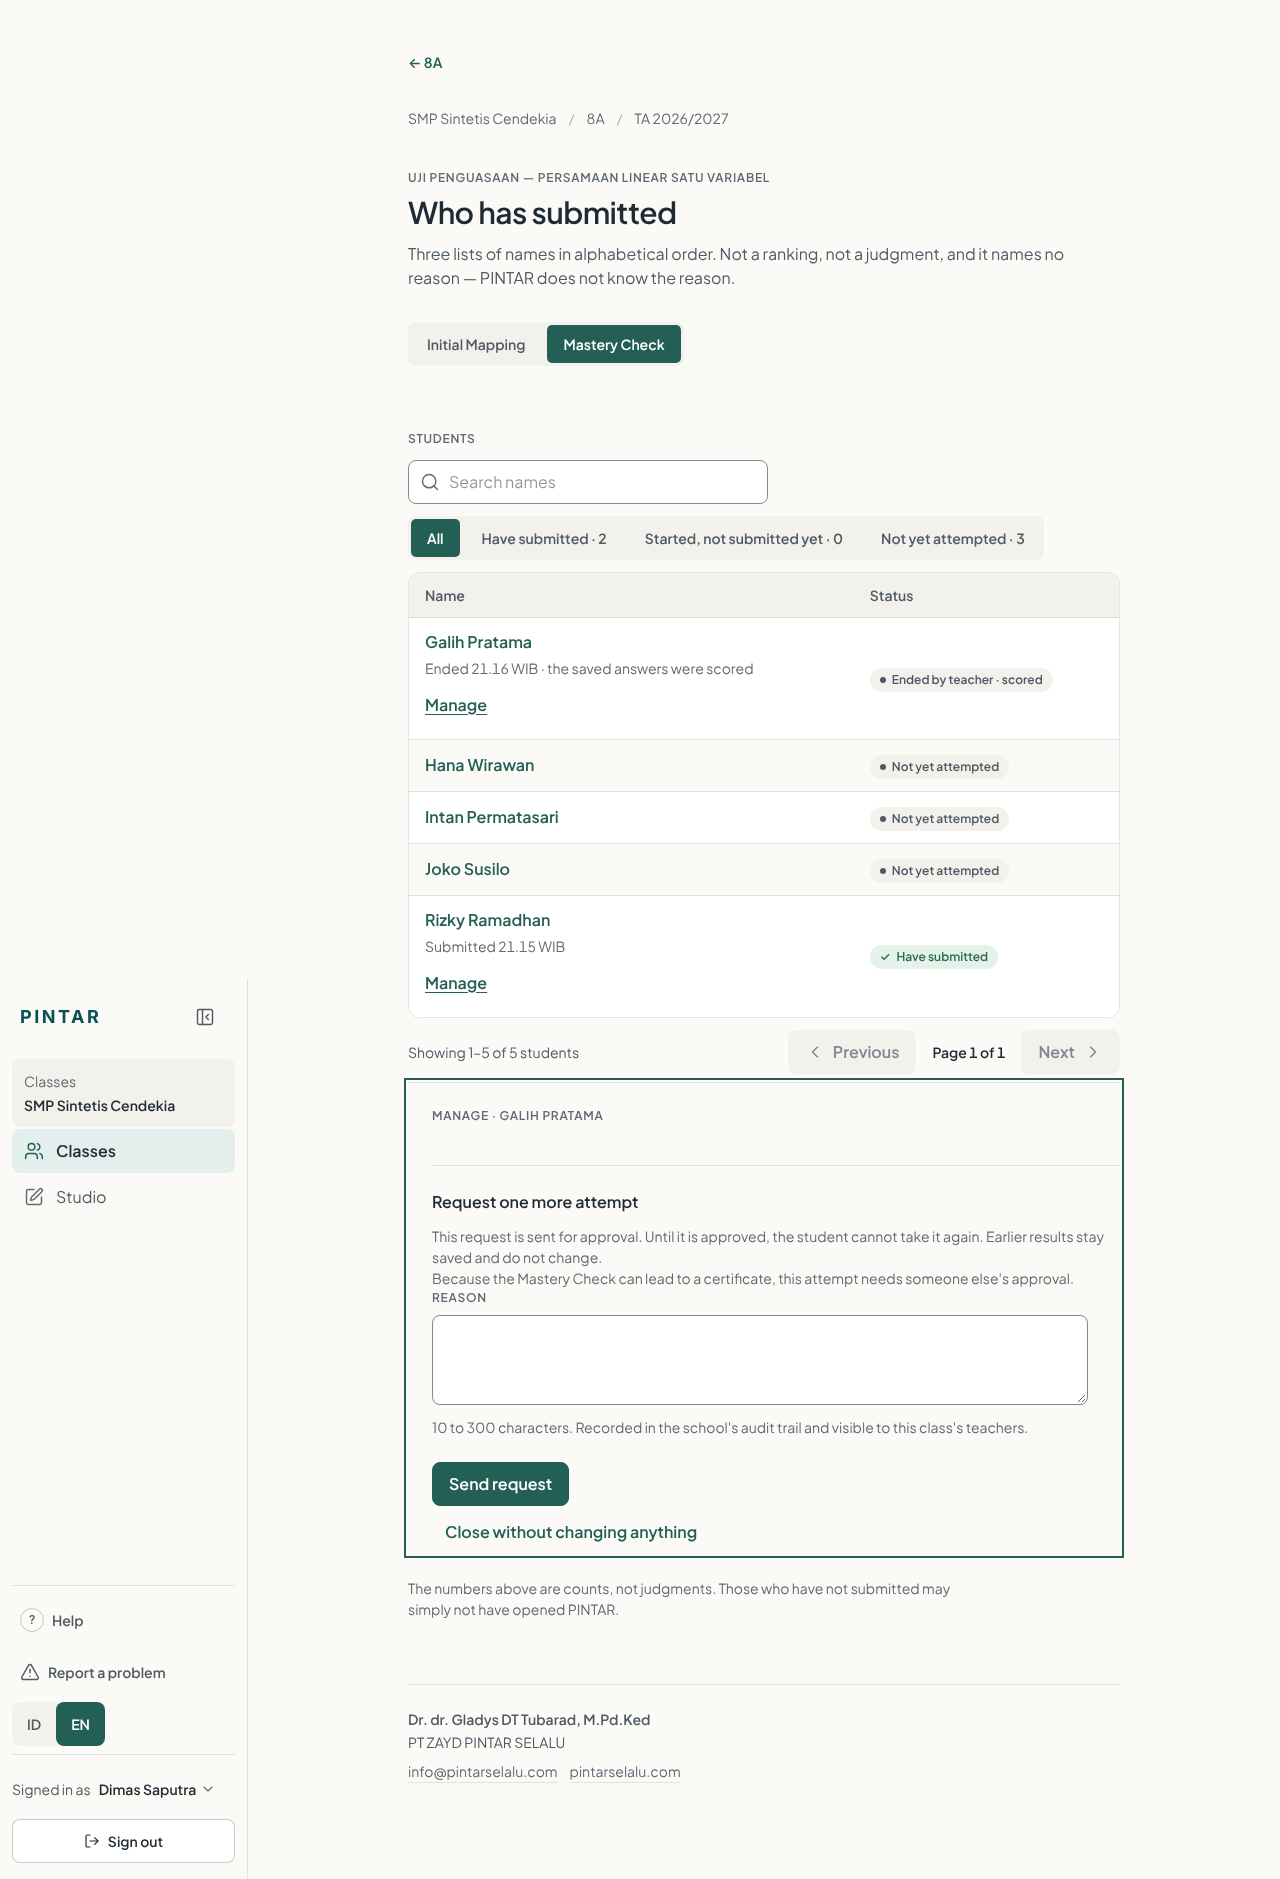 ← 8A
SMP Sintetis Cendekia / 8A / TA 2026/2027
UJI PENGUASAAN — PERSAMAAN LINEAR SATU VARIABEL
Who has submitted
Three lists of names in alphabetical order. Not a ranking, not a judgment, and it names no
reason — PINTAR does not know the reason.
Initial Mapping Mastery Check
STUDENTS
Search names
All Have submitted · 2 Started, not submitted yet · 0 Not yet attempted · 3
Name Status
Galih Pratama
Ended 21.16 WIB · the saved answers were scored
Ended by teacher · scored
Manage
Hana Wirawan Not yet attempted
Intan Permatasari Not yet attempted
Joko Susilo Not yet attempted
Rizky Ramadhan
Submitted 21.15 WIB
Have submitted
Manage
Showing 1–5 of 5 students Previous Page 1 of 1 Next
MANAGE · GALIH PRATAMA
Request one more attempt
This request is sent for approval. Until it is approved, the student cannot take it again. Earlier results stay
saved and do not change.
Because the Mastery Check can lead to a certificate, this attempt needs someone else's approval.
REASON
10 to 300 characters. Recorded in the school's audit trail and visible to this class's teachers.
Send request
Close without changing anything
The numbers above are counts, not judgments. Those who have not submitted may
simply not have opened PINTAR.
Dr. dr. Gladys DT Tubarad, M.Pd.Ked
PT ZAYD PINTAR SELALU
info@pintarselalu.com pintarselalu.com
PINTAR
Classes
SMP Sintetis Cendekia
Classes
Studio
? Help
Report a problem
ID EN
Signed in as Dimas Saputra
Sign out